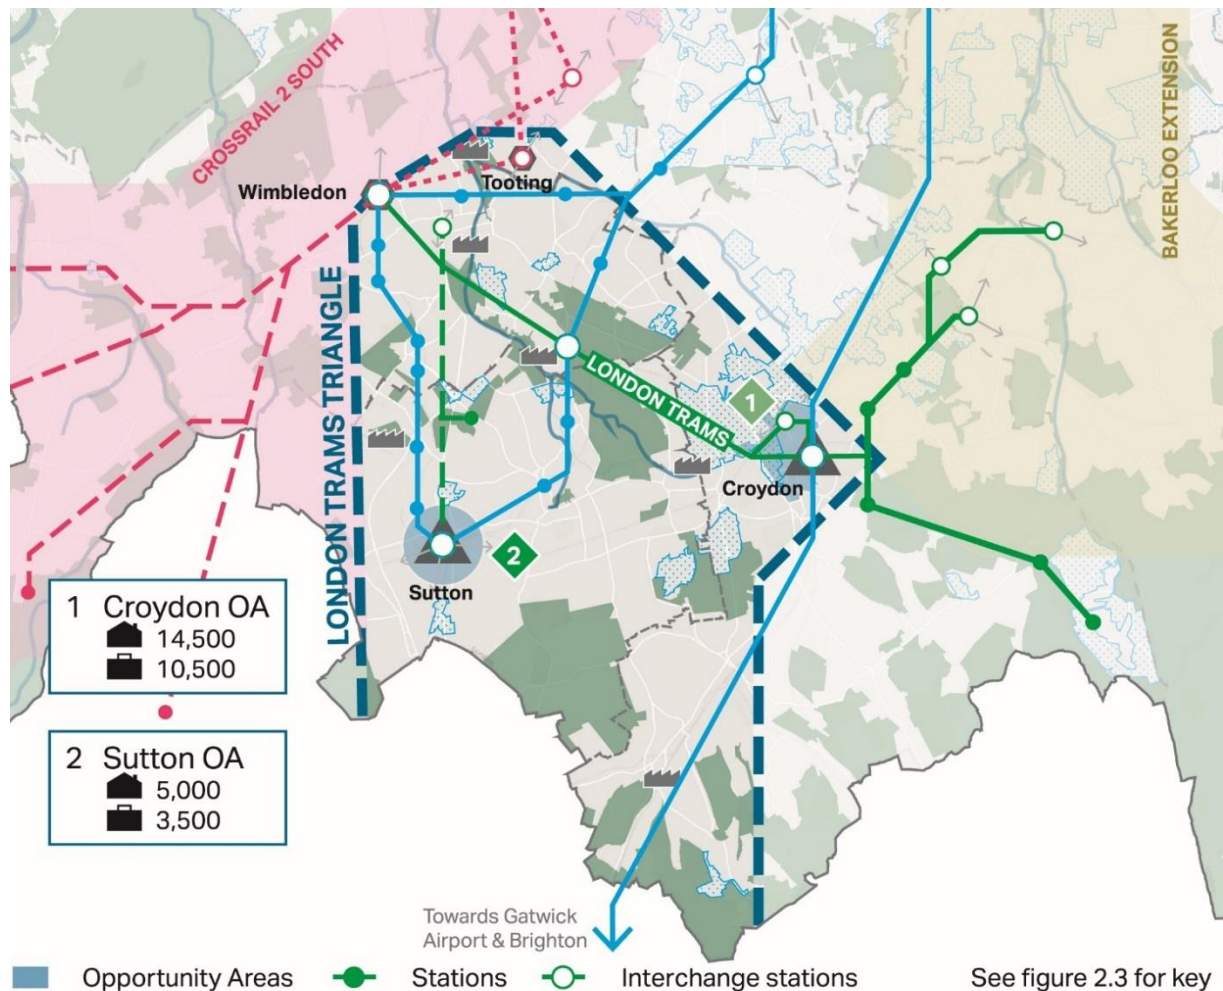 CROSSRAIL 2 SOUTH
BAKERLOO EXTENSION
Wimbledon
Tooting
LONDON TRAMS TRIANGLE
LONDON TRAMS
1
Croydon
2
Sutton
1 Croydon OA
14,500
10,500
2 Sutton OA
5,000
3,500
Towards Gatwick
Airport & Brighton
Opportunity Areas
Stations
Interchange stations
See figure 2.3 for key